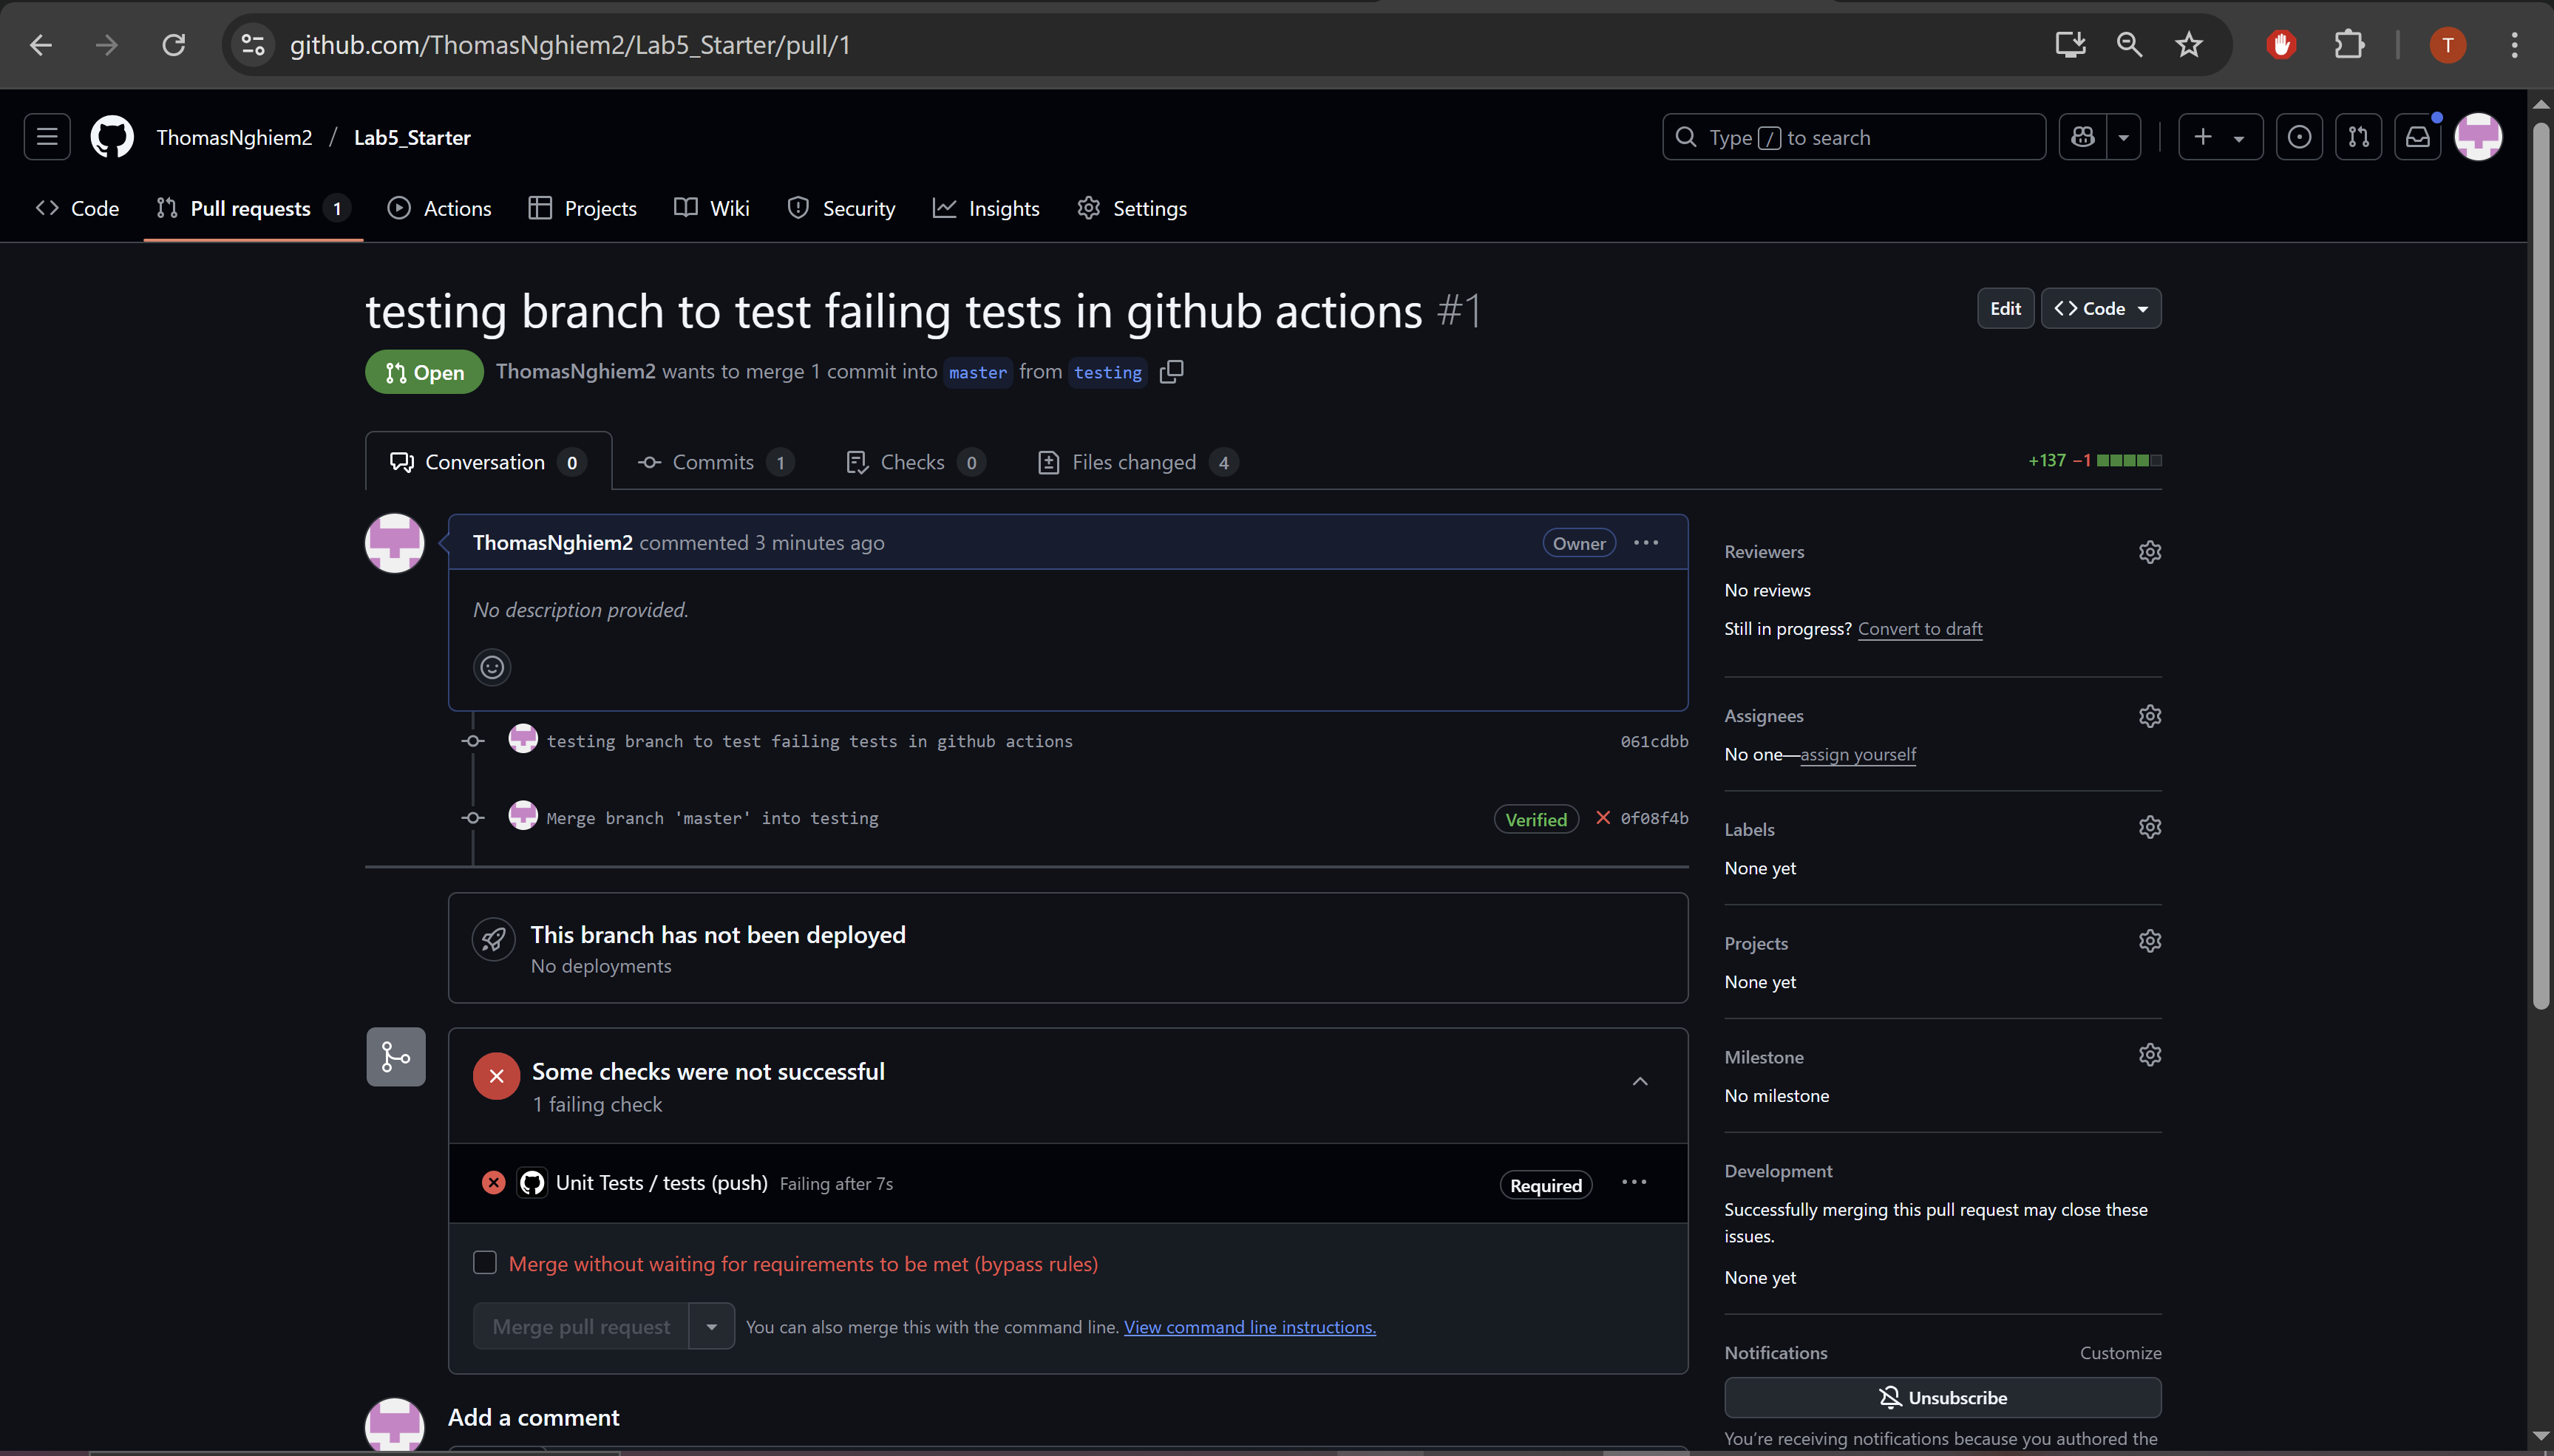 github.com/ThomasNghiem2/Lab5_Starter/pull/1
T
ThomasNghiem2 / Lab5_Starter
Type / to search
Code
Pull requests 1
Actions
Projects
Wiki
Security
Insights
Settings
testing branch to test failing tests in github actions #1
Edit
Code
Open
ThomasNghiem2 wants to merge 1 commit into master from testing
Conversation 0
Commits 1
Checks 0
Files changed 4
+137 −1
ThomasNghiem2 commented 3 minutes ago
Owner
No description provided.
testing branch to test failing tests in github actions
061cdbb
Merge branch 'master' into testing
Verified
0f08f4b
This branch has not been deployed
No deployments
Some checks were not successful
1 failing check
Unit Tests / tests (push) Failing after 7s
Required
Merge without waiting for requirements to be met (bypass rules)
Merge pull request
You can also merge this with the command line. View command line instructions.
Add a comment
Reviewers
No reviews
Still in progress? Convert to draft
Assignees
No one—assign yourself
Labels
None yet
Projects
None yet
Milestone
No milestone
Development
Successfully merging this pull request may close these
issues.
None yet
Notifications
Customize
Unsubscribe
You're receiving notifications because you authored the